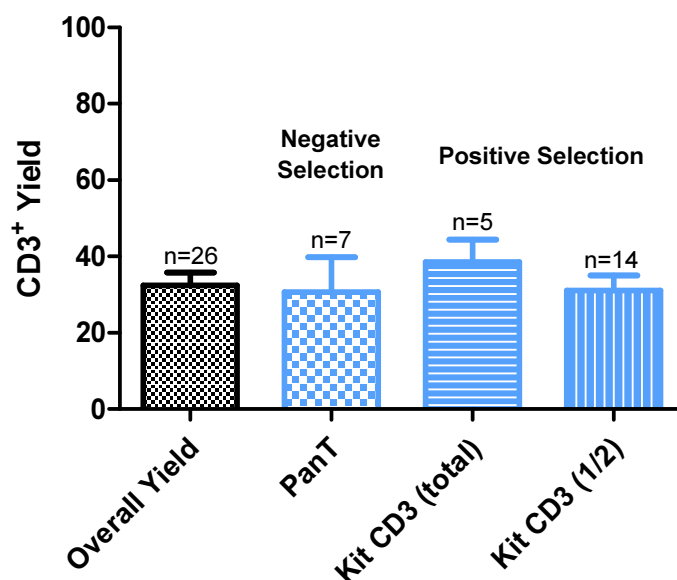 100
80
60
40
20
0
CD3+ Yield
Negative
Selection
Positive Selection
n=26
n=7
n=5
n=14
Overall Yield
PanT
Kit CD3 (total)
Kit CD3 (1/2)